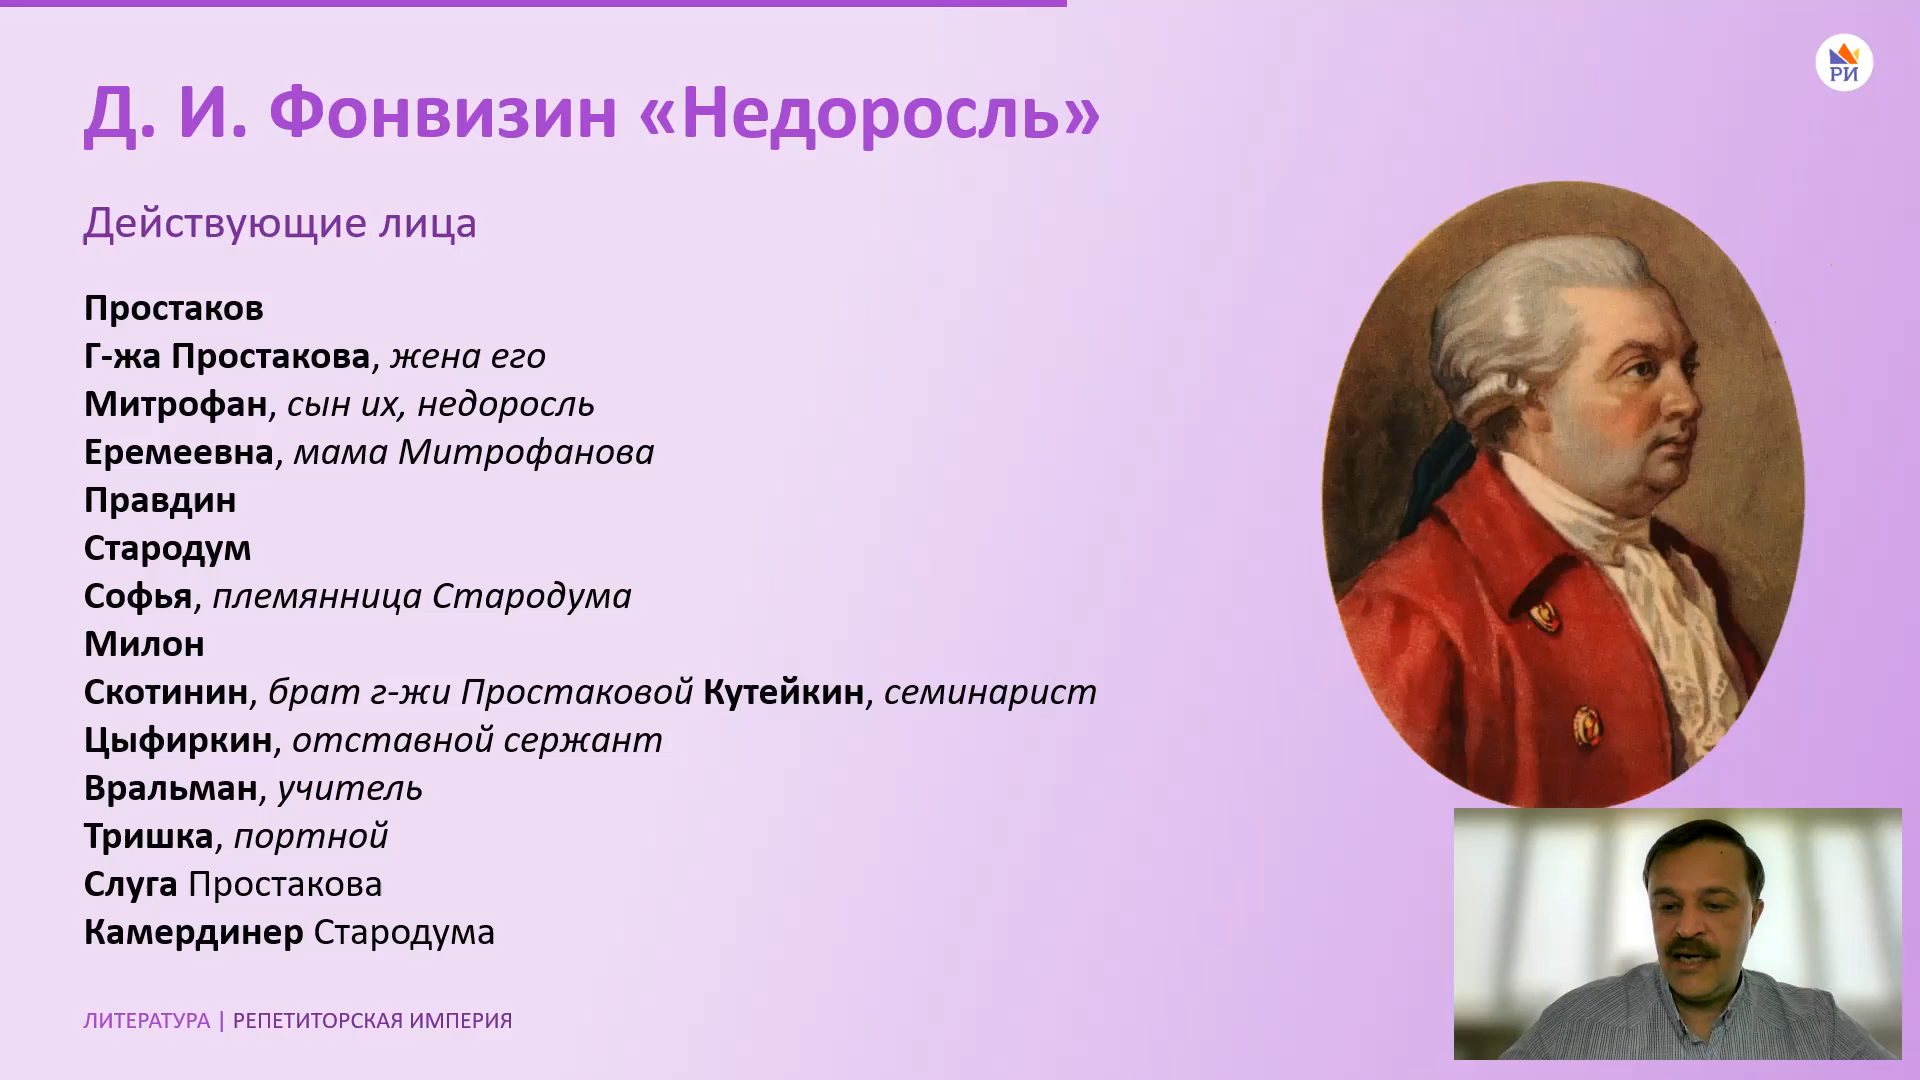 РИ
Д. И. Фонвизин «Недоросль»
Действующие лица
Простаков
Г-жа Простакова, жена его
Митрофан, сын их, недоросль
Еремеевна, мама Митрофанова
Правдин
Стародум
Софья, племянница Стародума
Милон
Скотинин, брат г-жи Простаковой Кутейкин, семинарист
Цыфиркин, отставной сержант
Вральман, учитель
Тришка, портной
Слуга Простакова
Камердинер Стародума
ЛИТЕРАТУРА | РЕПЕТИТОРСКАЯ ИМПЕРИЯ